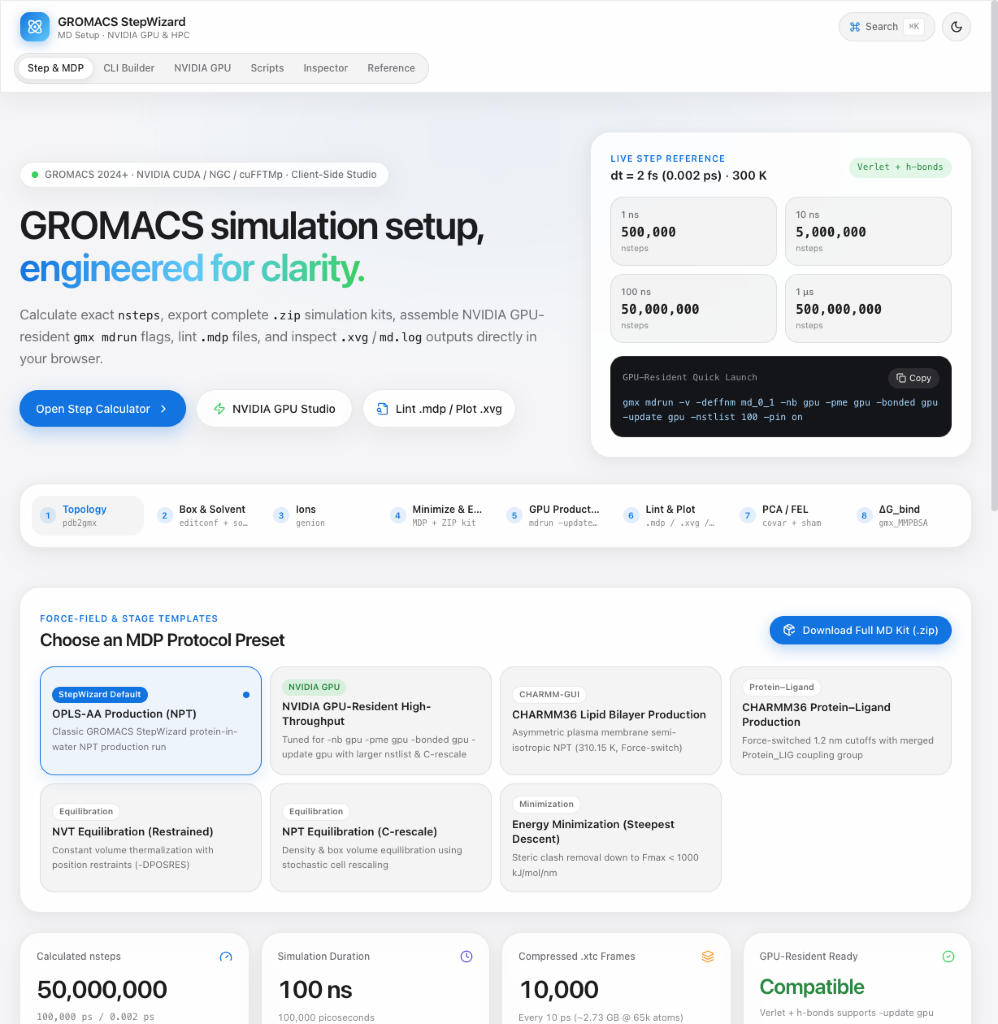 GROMACS StepWizard
MD Setup · NVIDIA GPU & HPC
Search ⌘K
Step & MDP
CLI Builder
NVIDIA GPU
Scripts
Inspector
Reference
GROMACS 2024+ · NVIDIA CUDA / NGC / cuFFTMp · Client-Side Studio
GROMACS simulation setup,
engineered for clarity.
Calculate exact nsteps, export complete .zip simulation kits, assemble NVIDIA GPU-
resident gmx mdrun flags, lint .mdp files, and inspect .xvg / md.log outputs directly in
your browser.
Open Step Calculator
NVIDIA GPU Studio
Lint .mdp / Plot .xvg
LIVE STEP REFERENCE
dt = 2 fs (0.002 ps) · 300 K
Verlet + h-bonds
1 ns
500,000
nsteps
10 ns
5,000,000
nsteps
100 ns
50,000,000
nsteps
1 μs
500,000,000
nsteps
GPU-Resident Quick Launch
Copy
gmx mdrun -v -deffnm md_0_1 -nb gpu -pme gpu -bonded gpu
-update gpu -nstlist 100 -pin on
1
Topology
pdb2gmx
2
Box & Solvent
editconf + so…
3
Ions
genion
4
Minimize & E…
MDP + ZIP kit
5
GPU Product…
mdrun -update…
6
Lint & Plot
.mdp / .xvg /…
7
PCA / FEL
covar + sham
8
ΔG_bind
gmx_MMPBSA
FORCE-FIELD & STAGE TEMPLATES
Choose an MDP Protocol Preset
Download Full MD Kit (.zip)
StepWizard Default
OPLS-AA Production (NPT)
Classic GROMACS StepWizard protein-in-
water NPT production run
NVIDIA GPU
NVIDIA GPU-Resident High-
Throughput
Tuned for -nb gpu -pme gpu -bonded gpu -
update gpu with larger nstlist & C-rescale
CHARMM-GUI
CHARMM36 Lipid Bilayer Production
Asymmetric plasma membrane semi-
isotropic NPT (310.15 K, Force-switch)
Protein–Ligand
CHARMM36 Protein–Ligand
Production
Force-switched 1.2 nm cutoffs with merged
Protein_LIG coupling group
Equilibration
NVT Equilibration (Restrained)
Constant volume thermalization with
position restraints (-DPOSRES)
Equilibration
NPT Equilibration (C-rescale)
Density & box volume equilibration using
stochastic cell rescaling
Minimization
Energy Minimization (Steepest
Descent)
Steric clash removal down to Fmax < 1000
kJ/mol/nm
Calculated nsteps
50,000,000
100,000 ps / 0.002 ps
Simulation Duration
100 ns
100,000 picoseconds
Compressed .xtc Frames
10,000
Every 10 ps (~2.73 GB @ 65k atoms)
GPU-Resident Ready
Compatible
Verlet + h-bonds supports -update gpu